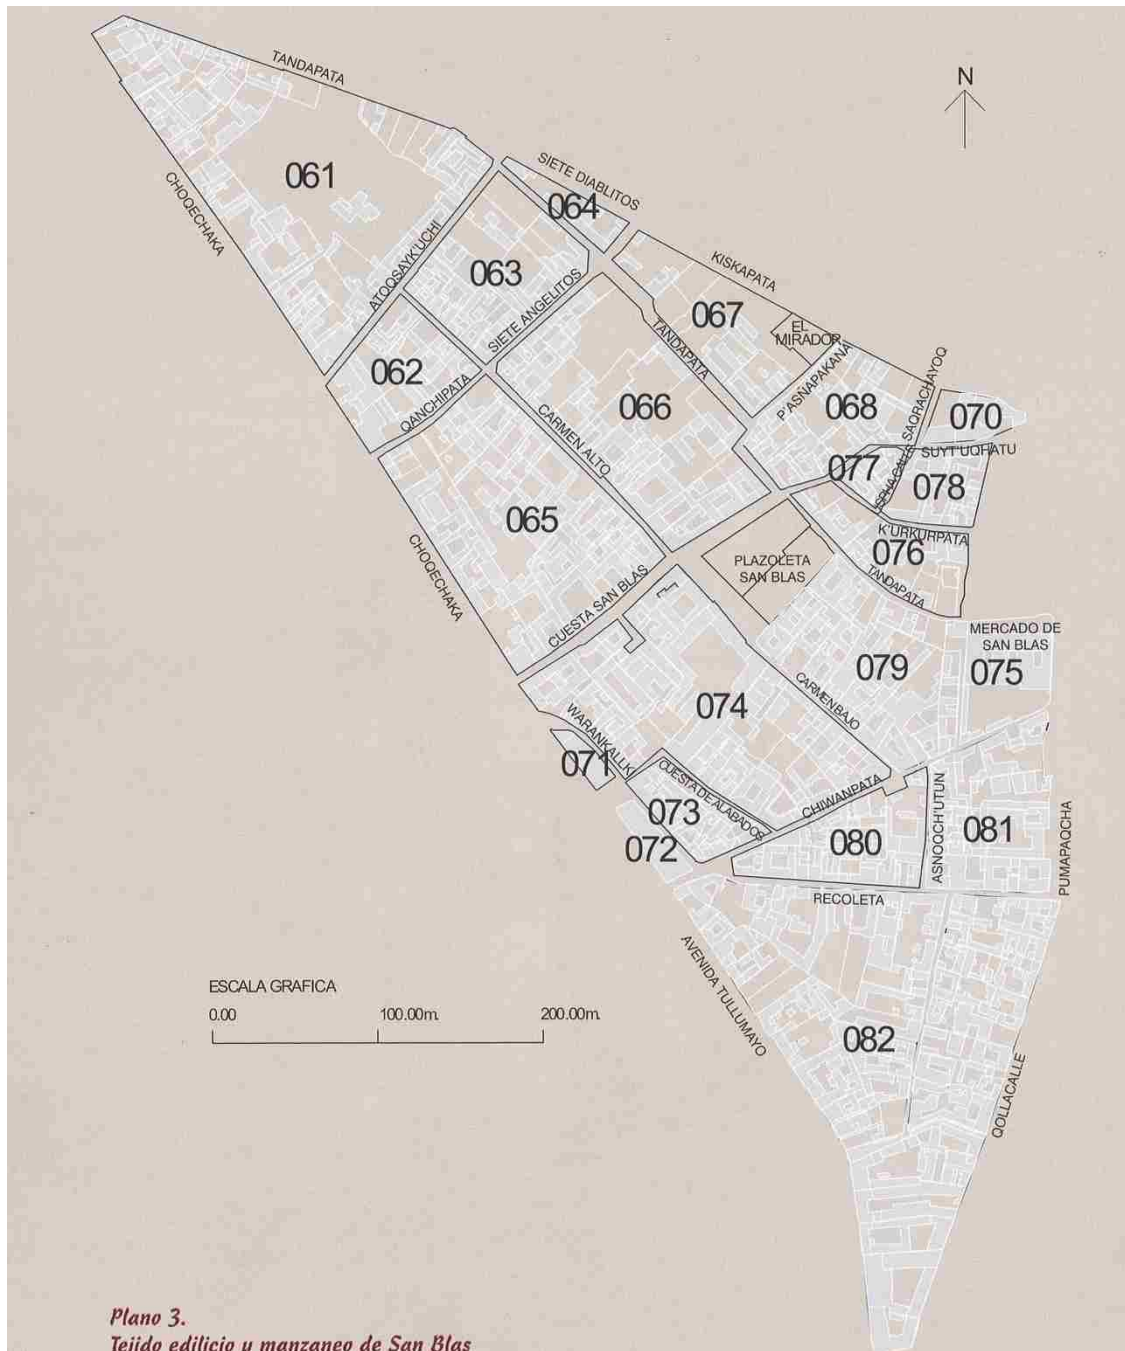 TANDAPATA
N
061
CHOQECHAKA
SIETE DIABLITOS
064
ATOQSAYK'UCHI
063
KISKAPATA
SIETE ANGELITOS
067
EL
MIRADOR
TANDAPATA
062
QANCHIPATA
P'ASÑAPAKANA
068
SAQRACHAYOQ
070
CARMEN ALTO
066
SUYT'UQHATU
077
078
065
K'URKURPATA
076
CHOQECHAKA
PLAZOLETA
SAN BLAS
TANDAPATA
CUESTA SAN BLAS
MERCADO DE
SAN BLAS
079
075
074
CARMEN BAJO
WARANKALLKI
071
CUESTA DE ALABADOS
CHIWANPATA
073
072
080
ASNOQCH'UTUN
081
PUMAPAQCHA
RECOLETA
AVENIDA TULLUMAYO
ESCALA GRAFICA
0.00 100.00m. 200.00m.
082
QOLLACALLE
Plano 3.
Tejido edilicio y manzaneo de San Blas